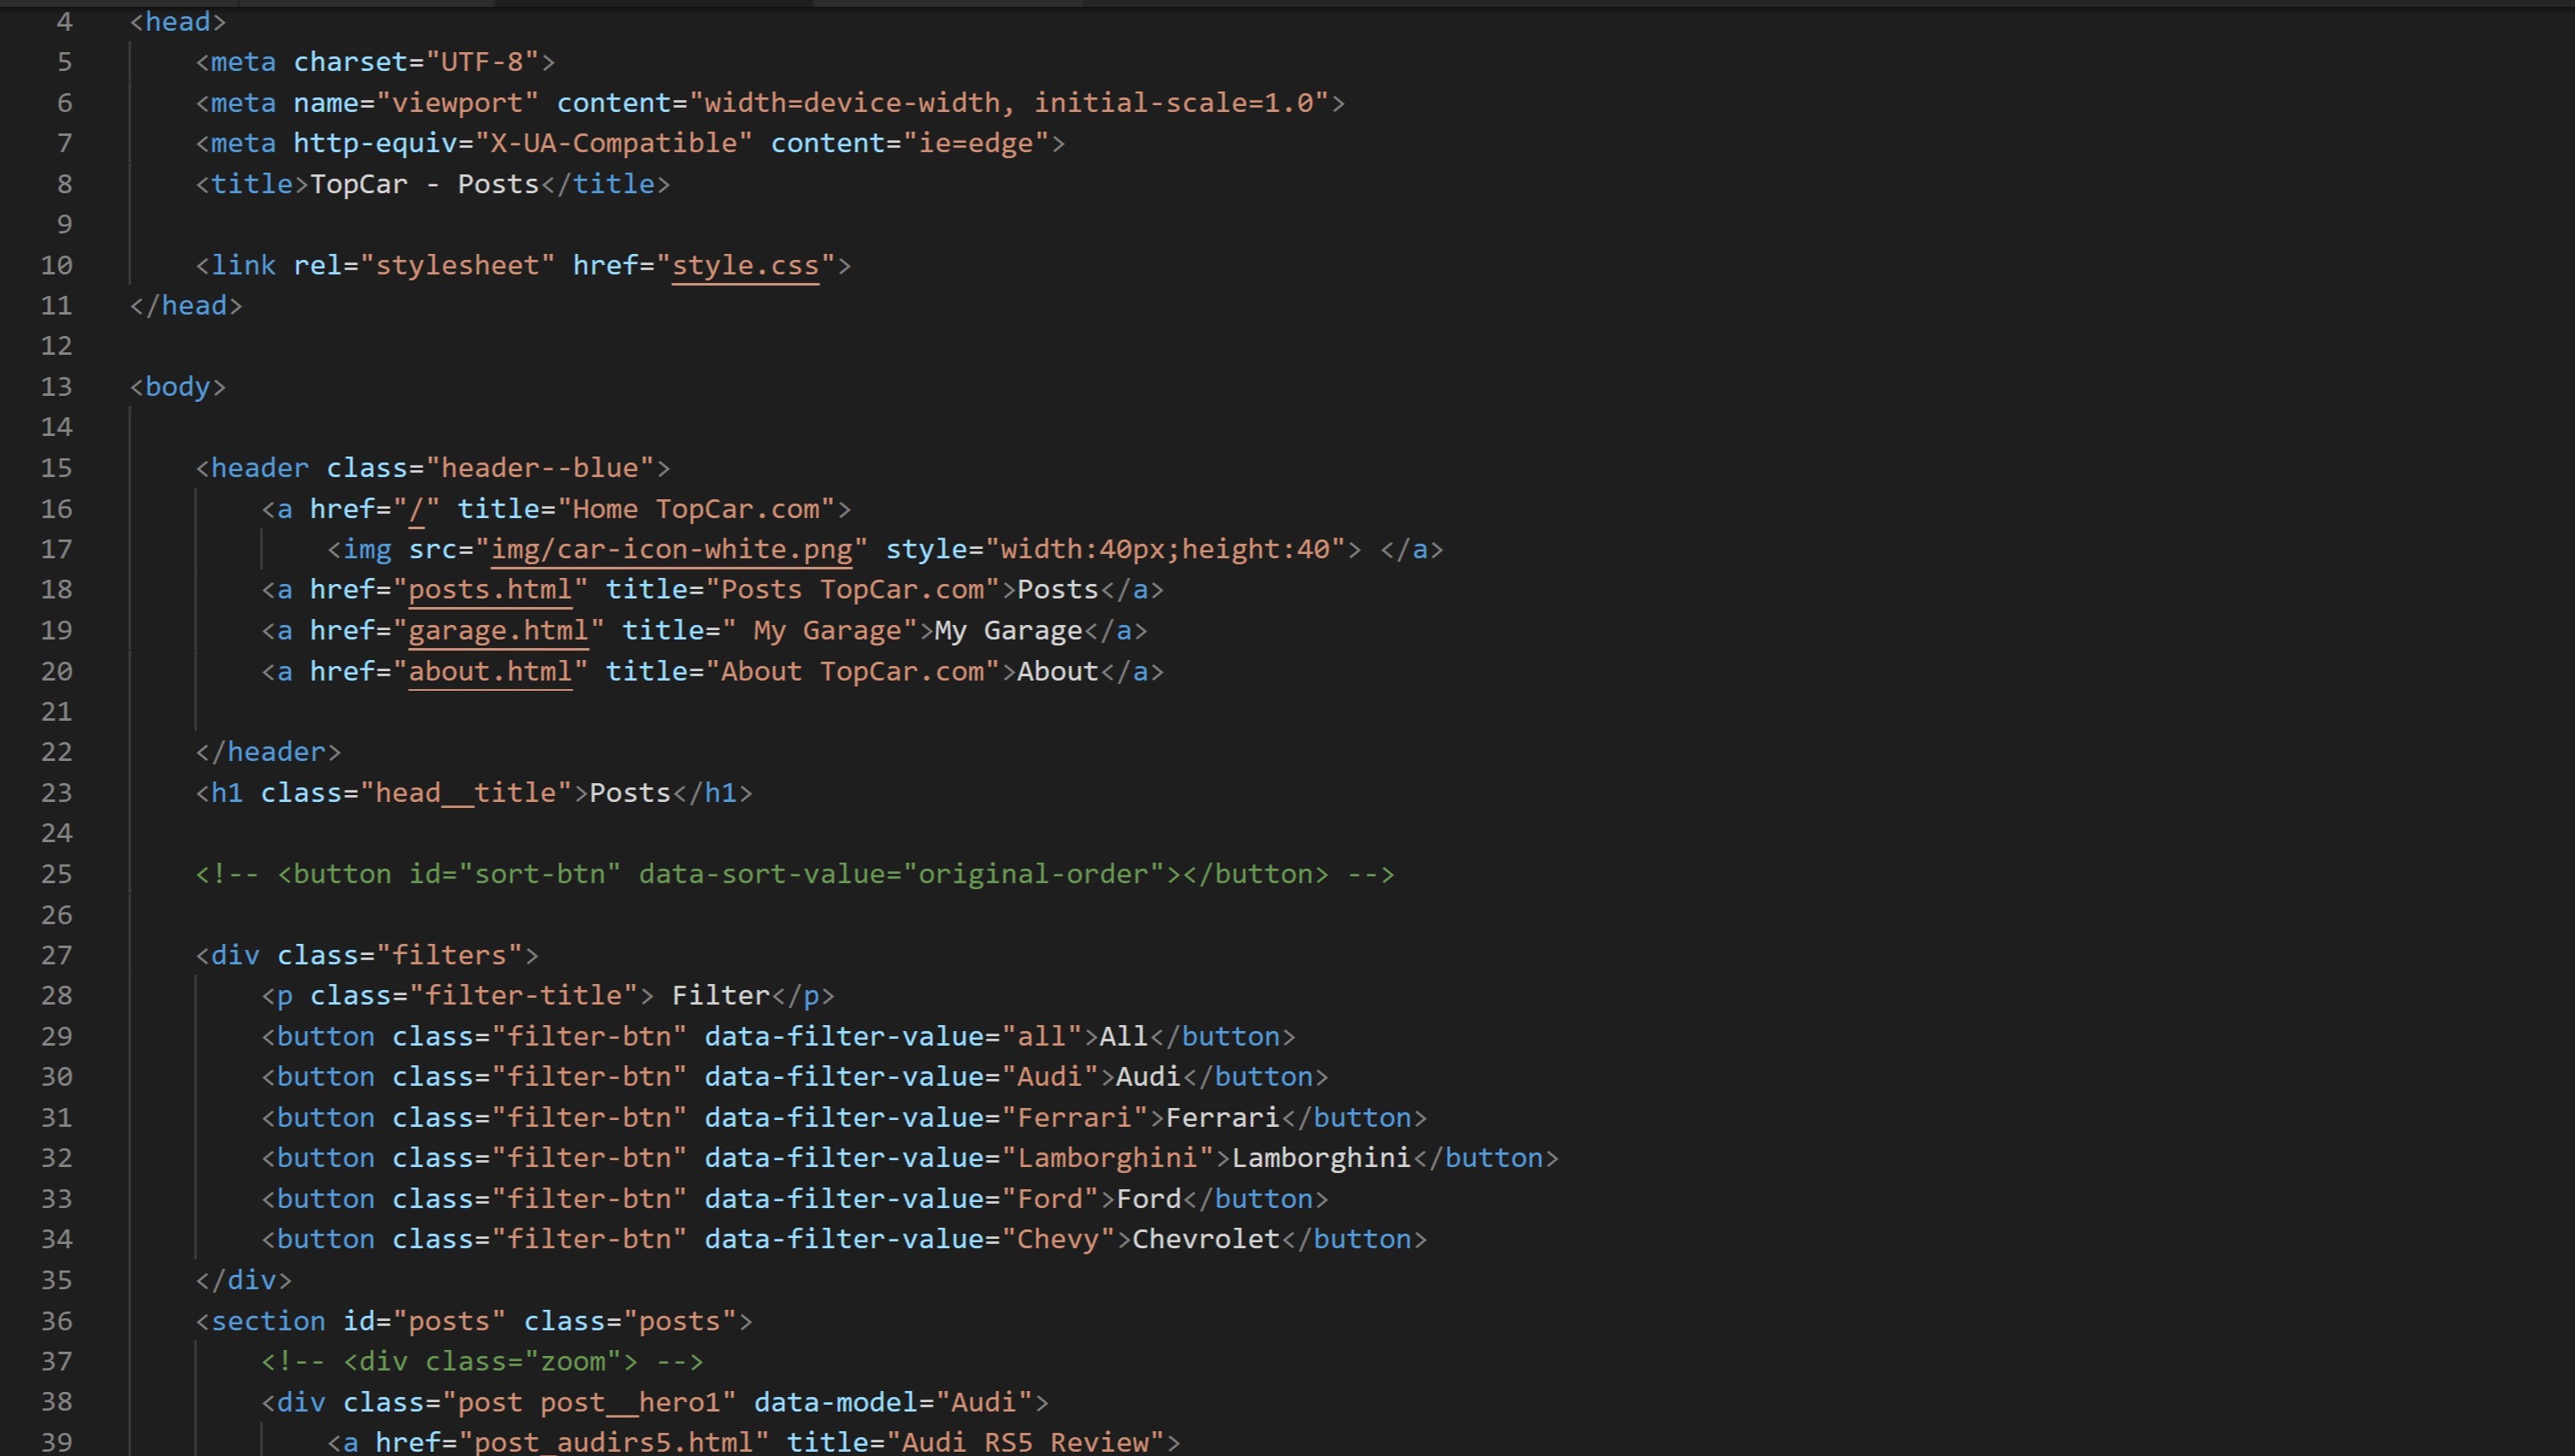 4 <head>
5 <meta charset="UTF-8">
6 <meta name="viewport" content="width=device-width, initial-scale=1.0">
7 <meta http-equiv="X-UA-Compatible" content="ie=edge">
8 <title>TopCar - Posts</title>
9
10 <link rel="stylesheet" href="style.css">
11 </head>
12
13 <body>
14
15 <header class="header--blue">
16 <a href="/" title="Home TopCar.com">
17 <img src="img/car-icon-white.png" style="width:40px;height:40"> </a>
18 <a href="posts.html" title="Posts TopCar.com">Posts</a>
19 <a href="garage.html" title=" My Garage">My Garage</a>
20 <a href="about.html" title="About TopCar.com">About</a>
21
22 </header>
23 <h1 class="head__title">Posts</h1>
24
25 <!-- <button id="sort-btn" data-sort-value="original-order"></button> -->
26
27 <div class="filters">
28 <p class="filter-title"> Filter</p>
29 <button class="filter-btn" data-filter-value="all">All</button>
30 <button class="filter-btn" data-filter-value="Audi">Audi</button>
31 <button class="filter-btn" data-filter-value="Ferrari">Ferrari</button>
32 <button class="filter-btn" data-filter-value="Lamborghini">Lamborghini</button>
33 <button class="filter-btn" data-filter-value="Ford">Ford</button>
34 <button class="filter-btn" data-filter-value="Chevy">Chevrolet</button>
35 </div>
36 <section id="posts" class="posts">
37 <!-- <div class="zoom"> -->
38 <div class="post post__hero1" data-model="Audi">
39 <a href="post_audirs5.html" title="Audi RS5 Review">